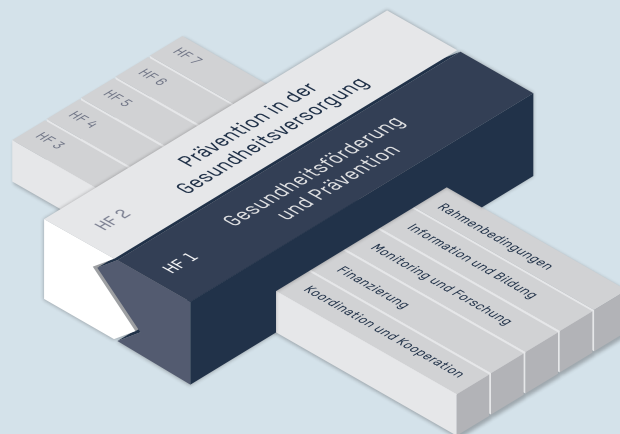 HF 7
HF 6
HF 5
HF 4
HF 3
HF 2
Prävention in der
Gesundheitsversorgung
HF 1
Gesundheitsförderung
und Prävention
Rahmenbedingungen
Information und Bildung
Monitoring und Forschung
Finanzierung
Koordination und Kooperation